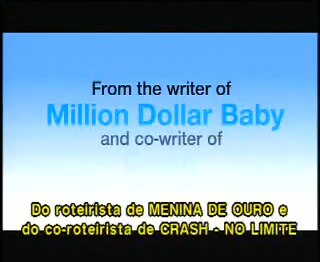 From the writer of
Million Dollar Baby
and co-writer of
Do roteirista de MENINA DE OURO e
do co-roteirista de CRASH - NO LIMITE